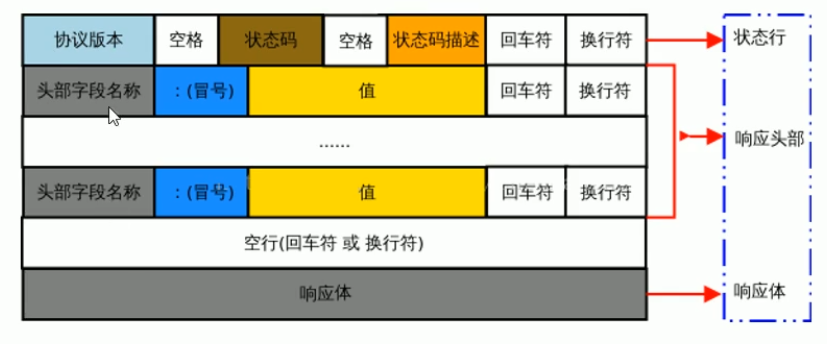 协议版本 空格 状态码 空格 状态码描述 回车符 换行符 状态行
头部字段名称 :(冒号) 值 回车符 换行符
...... 响应头部
头部字段名称 :(冒号) 值 回车符 换行符
空行(回车符 或 换行符)
响应体 响应体